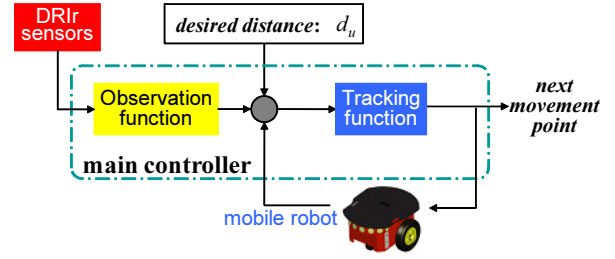 DRIr
sensors
desired distance: d_u
Observation
function
Tracking
function
next
movement
point
main controller
mobile robot